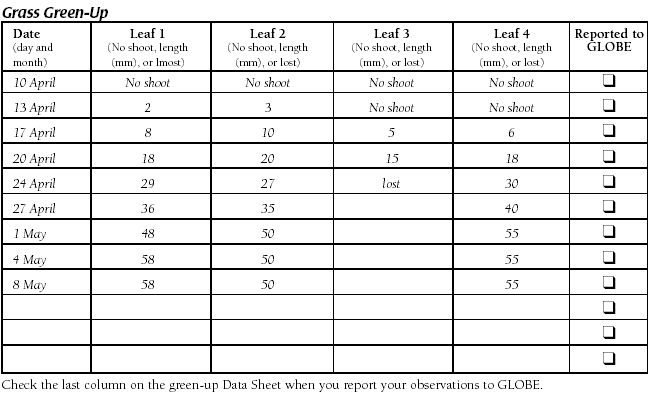 Grass Green-Up
Date Leaf 1 Leaf 2 Leaf 3 Leaf 4 Reported to
(day and (No shoot, length (No shoot, length (No shoot, length (No shoot, length GLOBE
month) (mm), or lmost) (mm), or lost) (mm), or lost) (mm), or lost)
10 April No shoot No shoot No shoot No shoot ❏
13 April 2 3 No shoot No shoot ❏
17 April 8 10 5 6 ❏
20 April 18 20 15 18 ❏
24 April 29 27 lost 30 ❏
27 April 36 35 40 ❏
1 May 48 50 55 ❏
4 May 58 50 55 ❏
8 May 58 50 55 ❏
❏
❏
❏
Check the last column on the green-up Data Sheet when you report your observations to GLOBE.